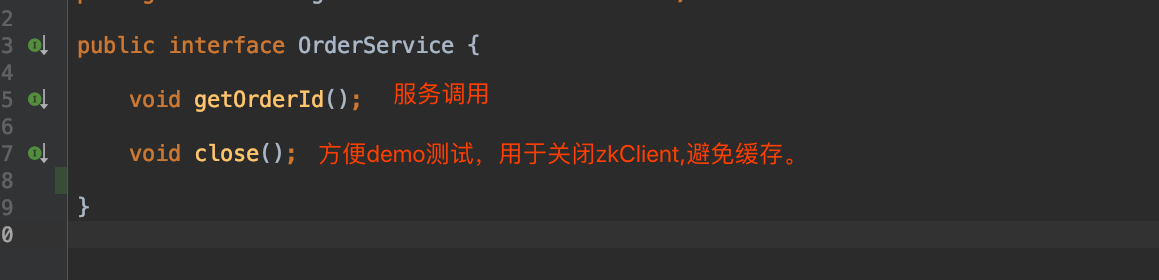 2
3 public interface OrderService {
4
5 void getOrderId(); 服务调用
6
7 void close(); 方便demo测试，用于关闭zkClient,避免缓存。
8
9 }
0